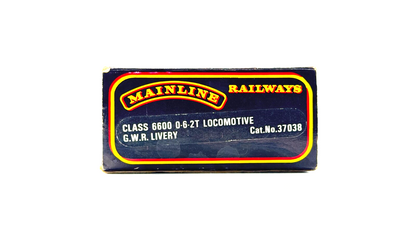 MAINLINE RAILWAYS
CLASS 6600 0-6-2T LOCOMOTIVE
G.W.R. LIVERY Cat.No.37038